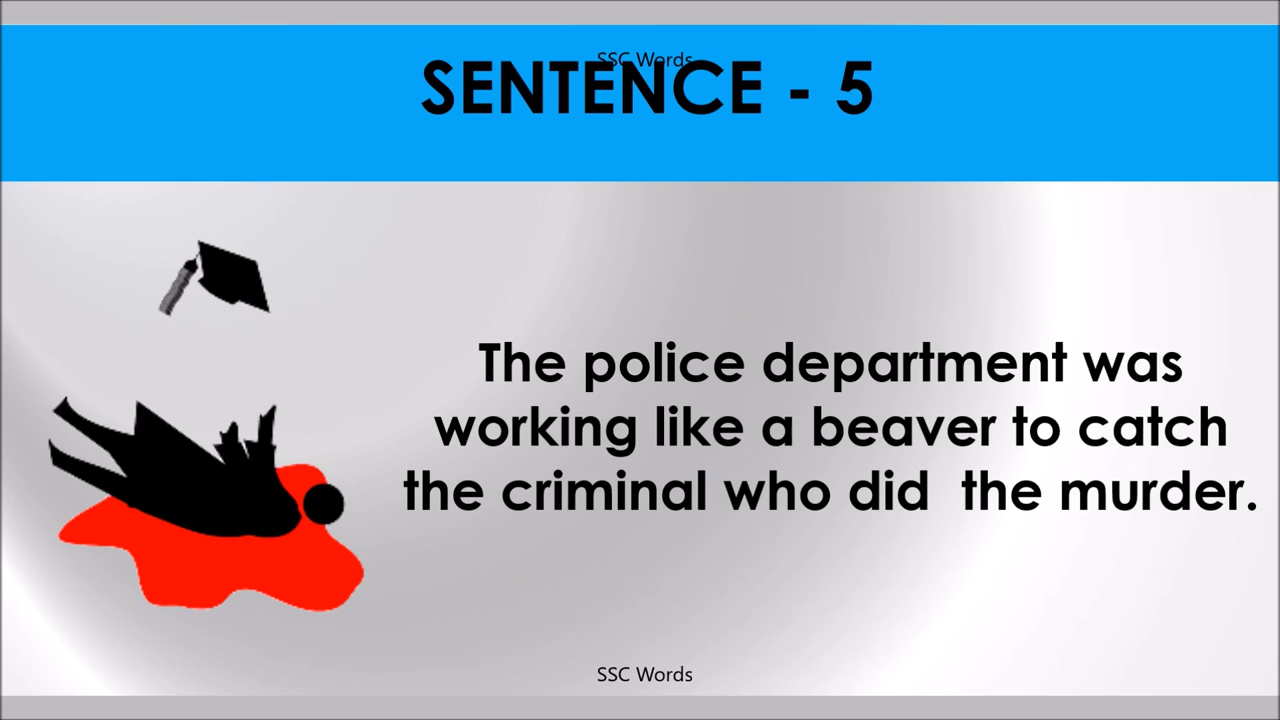 SSC Words
SENTENCE - 5
The police department was
working like a beaver to catch
the criminal who did  the murder.
SSC Words